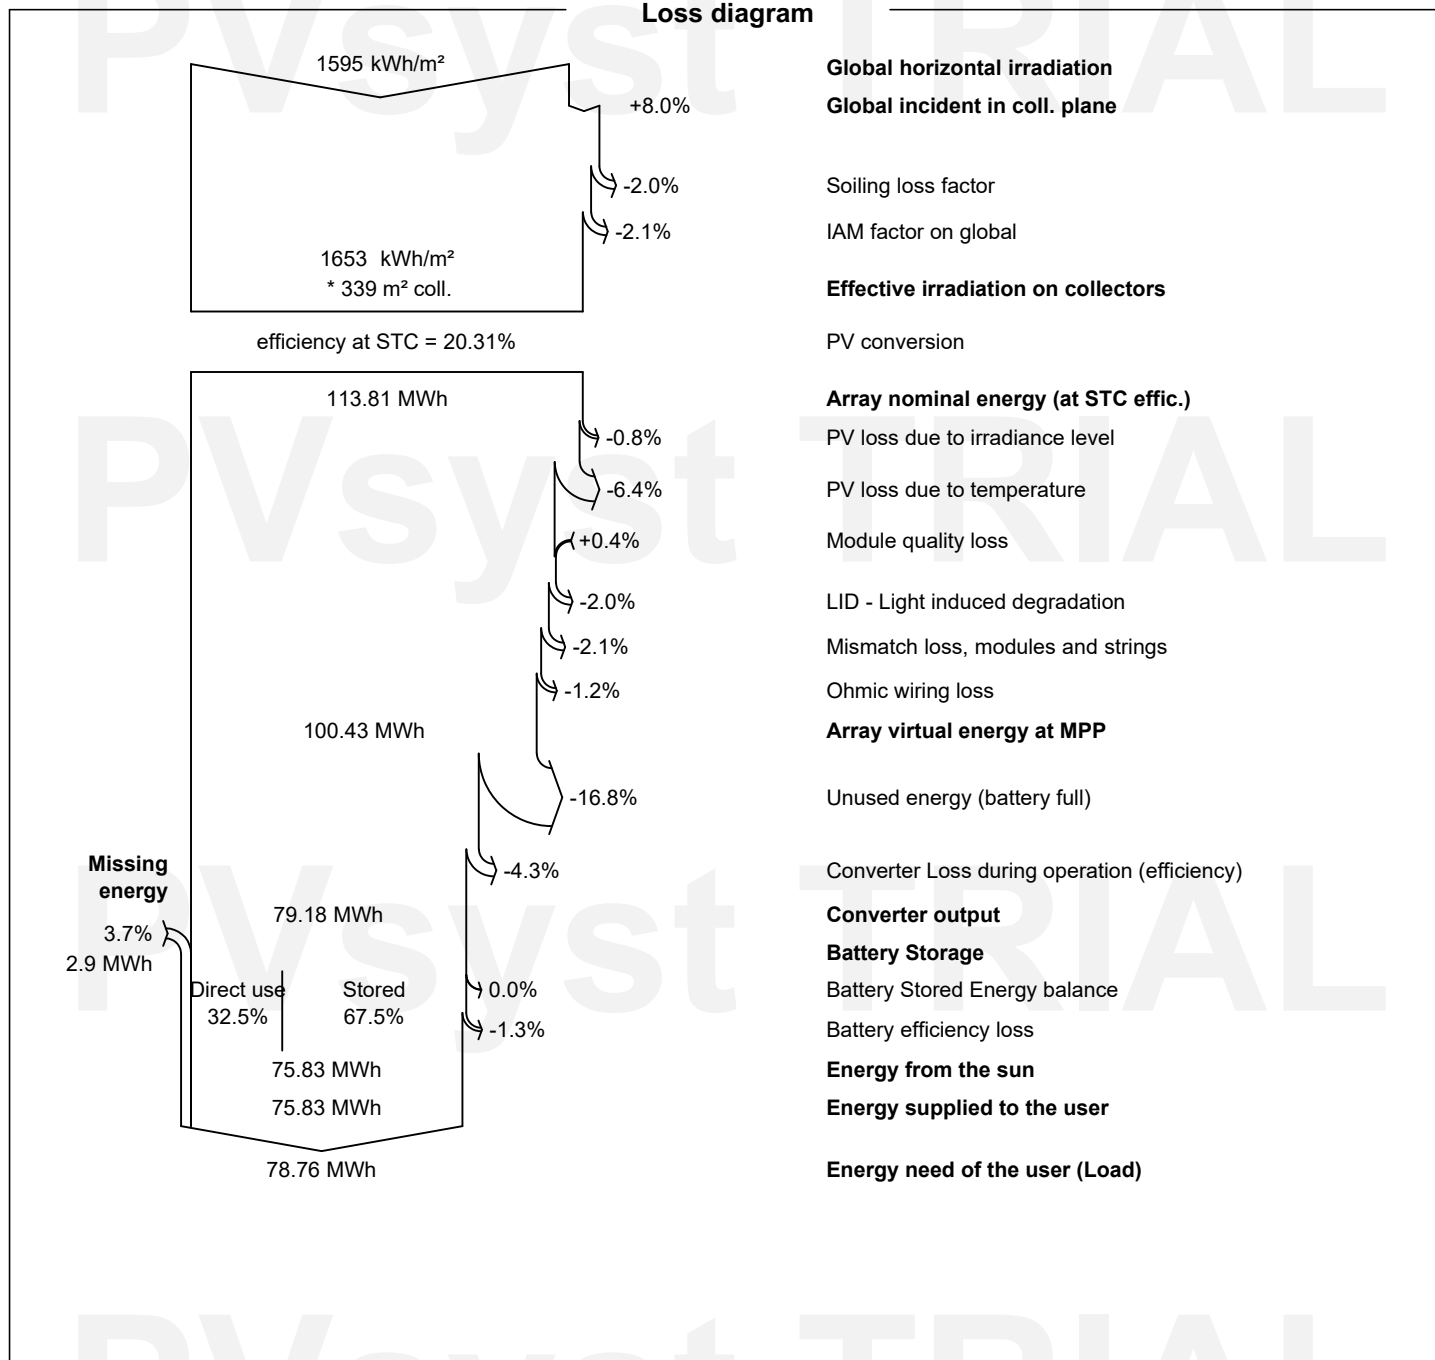 Loss diagram
1595 kWh/m²
Global horizontal irradiation
+8.0%
Global incident in coll. plane
-2.0%
Soiling loss factor
-2.1%
IAM factor on global
1653 kWh/m²
* 339 m² coll.
Effective irradiation on collectors
efficiency at STC = 20.31%
PV conversion
113.81 MWh
Array nominal energy (at STC effic.)
-0.8%
PV loss due to irradiance level
-6.4%
PV loss due to temperature
+0.4%
Module quality loss
-2.0%
LID - Light induced degradation
-2.1%
Mismatch loss, modules and strings
-1.2%
Ohmic wiring loss
100.43 MWh
Array virtual energy at MPP
-16.8%
Unused energy (battery full)
Missing
energy
-4.3%
Converter Loss during operation (efficiency)
79.18 MWh
Converter output
3.7%
Battery Storage
2.9 MWh
Direct use
Stored
0.0%
Battery Stored Energy balance
32.5%
67.5%
-1.3%
Battery efficiency loss
75.83 MWh
Energy from the sun
75.83 MWh
Energy supplied to the user
78.76 MWh
Energy need of the user (Load)
PVsyst TRIAL
PVsyst TRIAL
PVsyst TRIAL
PVsyst TRIAL